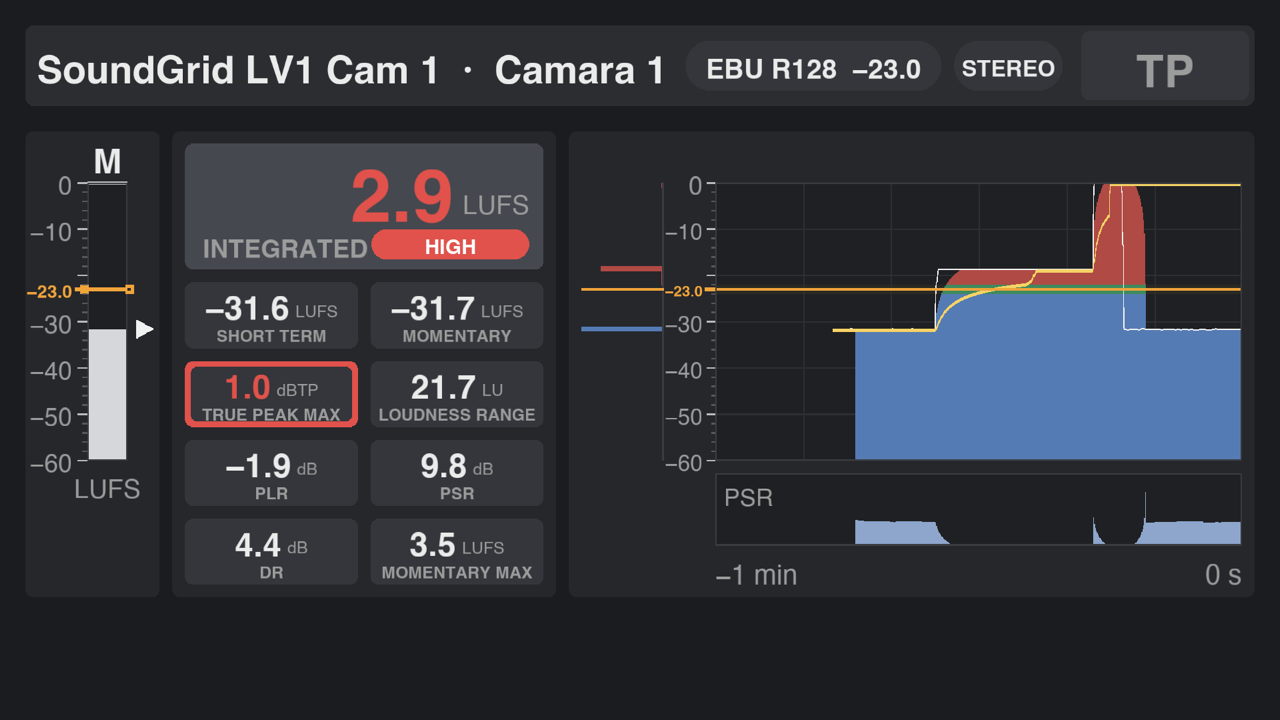 SoundGrid LV1 Cam 1 · Camara 1
EBU R128 –23.0
STEREO
TP
M
0
–10
–23.0
–30
–40
–50
–60
LUFS
2.9 LUFS
INTEGRATED HIGH
–31.6 LUFS
SHORT TERM
–31.7 LUFS
MOMENTARY
1.0 dBTP
TRUE PEAK MAX
21.7 LU
LOUDNESS RANGE
–1.9 dB
PLR
9.8 dB
PSR
4.4 dB
DR
3.5 LUFS
MOMENTARY MAX
0
–10
–23.0
–30
–40
–50
–60
PSR
–1 min
0 s